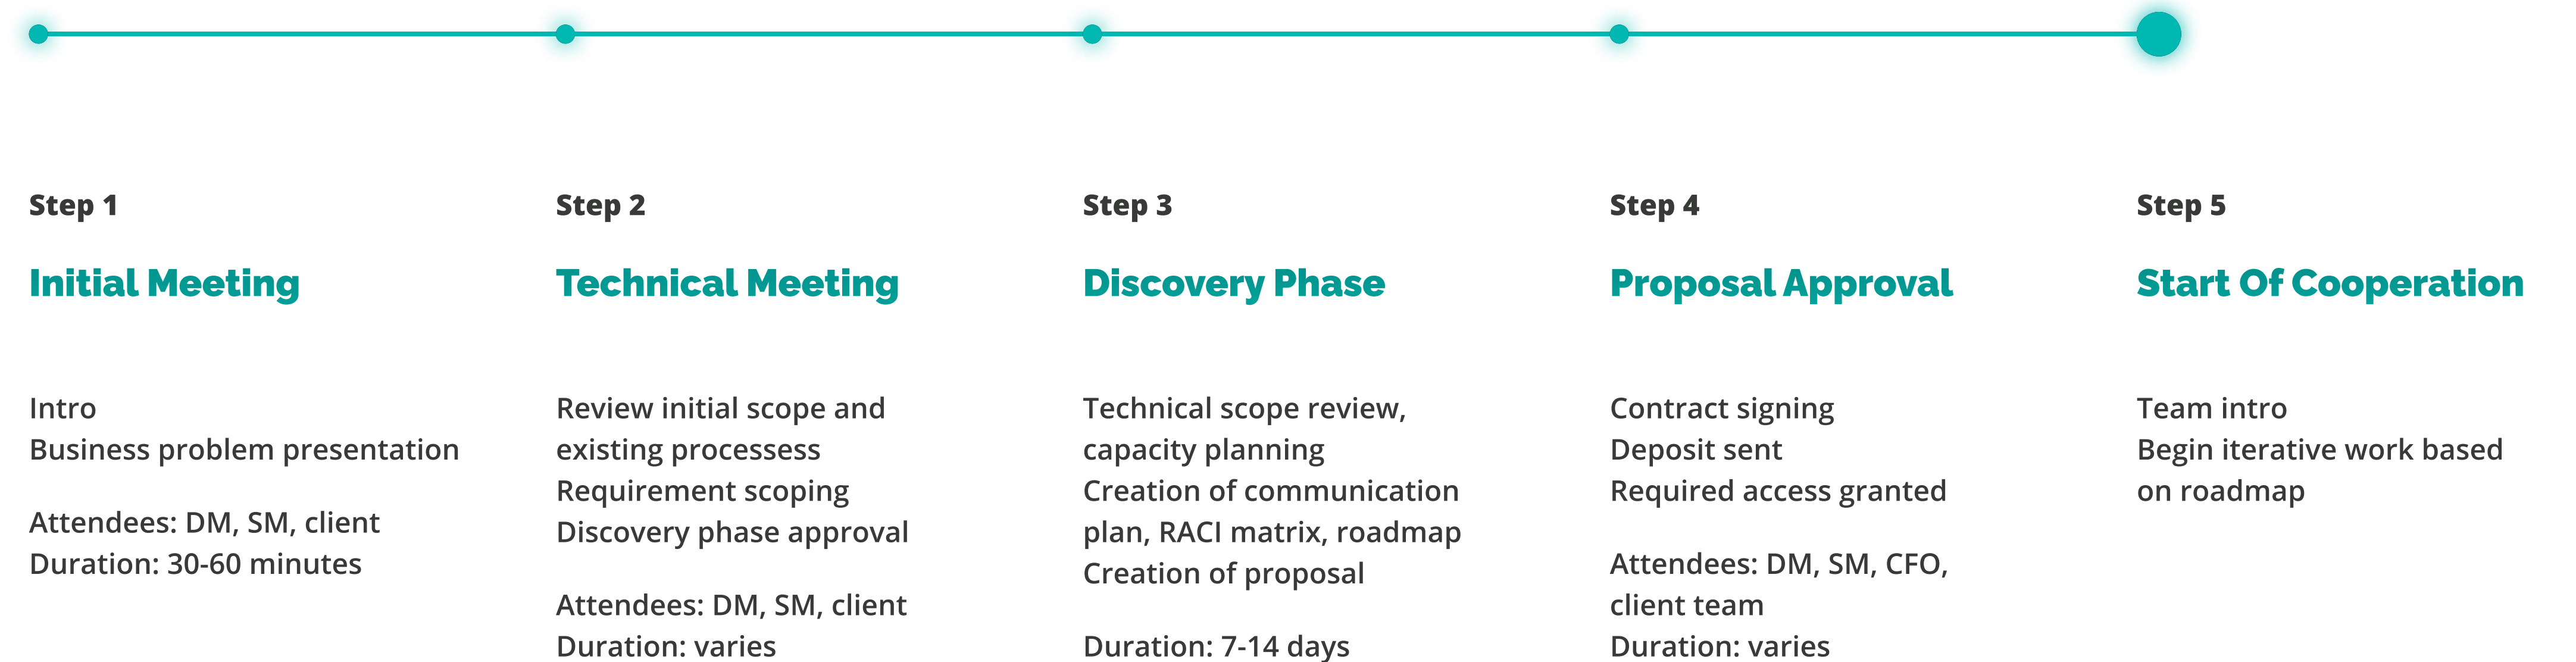 Step 1
Initial Meeting
Intro
Business problem presentation
Attendees: DM, SM, client
Duration: 30-60 minutes
Step 2
Technical Meeting
Review initial scope and
existing processess
Requirement scoping
Discovery phase approval
Attendees: DM, SM, client
Duration: varies
Step 3
Discovery Phase
Technical scope review,
capacity planning
Creation of communication
plan, RACI matrix, roadmap
Creation of proposal
Duration: 7-14 days
Step 4
Proposal Approval
Contract signing
Deposit sent
Required access granted
Attendees: DM, SM, CFO,
client team
Duration: varies
Step 5
Start Of Cooperation
Team intro
Begin iterative work based
on roadmap